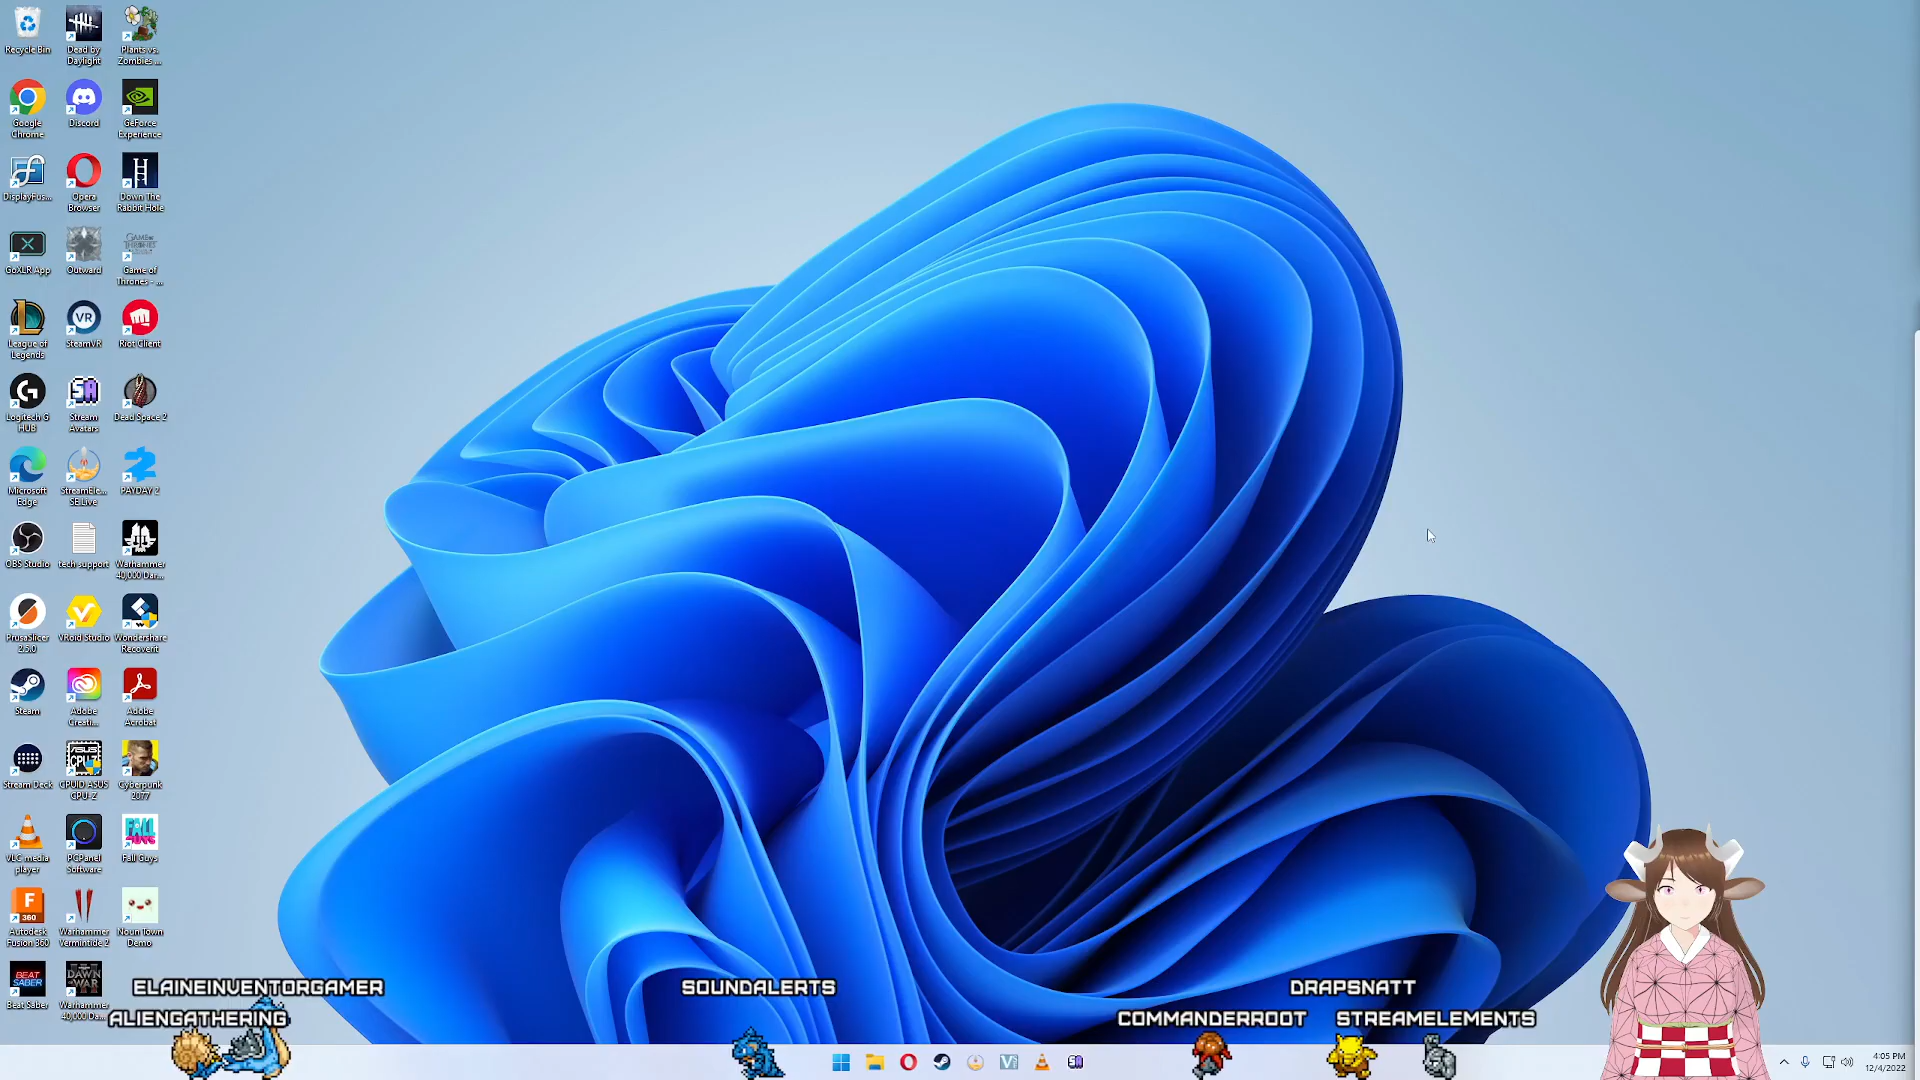 Recycle Bin
Dead by
Daylight
Plants vs.
Zombies ...
Google
Chrome
Discord
GeForce
Experience
DisplayFus...
Opera
Browser
Down The
Rabbit Hole
GoXLR App
Outward
Game of
Thrones - ...
League of
Legends
SteamVR
Riot Client
Logitech G
HUB
Stream
Avatars
Dead Space 2
Microsoft
Edge
StreamEle...
SE.Live
PAYDAY 2
OBS Studio
tech support
Warhammer
40,000 Dar...
PrusaSlicer
2.5.0
VRoid Studio
Wondershare
Recoverit
Steam
Adobe
Creati...
Adobe
Acrobat
Stream Deck
CPUID ASUS
CPU-Z
Cyberpunk
2077
VLC media
player
PCPanel
Software
Fall Guys
Autodesk
Fusion 360
Warhammer
Vermintide 2
Noun Town
Demo
Beat Saber
Warhammer
40,000 Da...
ELAINEINVENTORGAMER
ALIENGATHERING
SOUNDALERTS
DRAPSNATT
COMMANDERROOT
STREAMELEMENTS
4:05 PM
12/4/2022